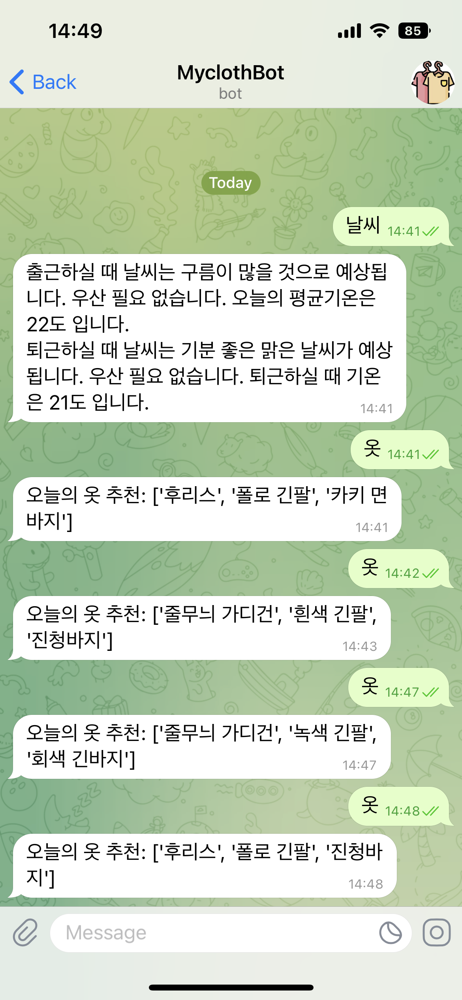 14:49
85
Back
MyclothBot
bot
Today
날씨 14:41
출근하실 때 날씨는 구름이 많을 것으로 예상됩
니다. 우산 필요 없습니다. 오늘의 평균기온은
22도 입니다.
퇴근하실 때 날씨는 기분 좋은 맑은 날씨가 예상
됩니다. 우산 필요 없습니다. 퇴근하실 때 기온
은 21도 입니다.
14:41
옷 14:41
오늘의 옷 추천: ['후리스', '폴로 긴팔', '카키 면
바지']
14:41
옷 14:42
오늘의 옷 추천: ['줄무늬 가디건', '흰색 긴팔',
'진청바지']
14:43
옷 14:47
오늘의 옷 추천: ['줄무늬 가디건', '녹색 긴팔',
'회색 긴바지']
14:47
옷 14:48
오늘의 옷 추천: ['후리스', '폴로 긴팔', '진청바
지']
14:48
Message